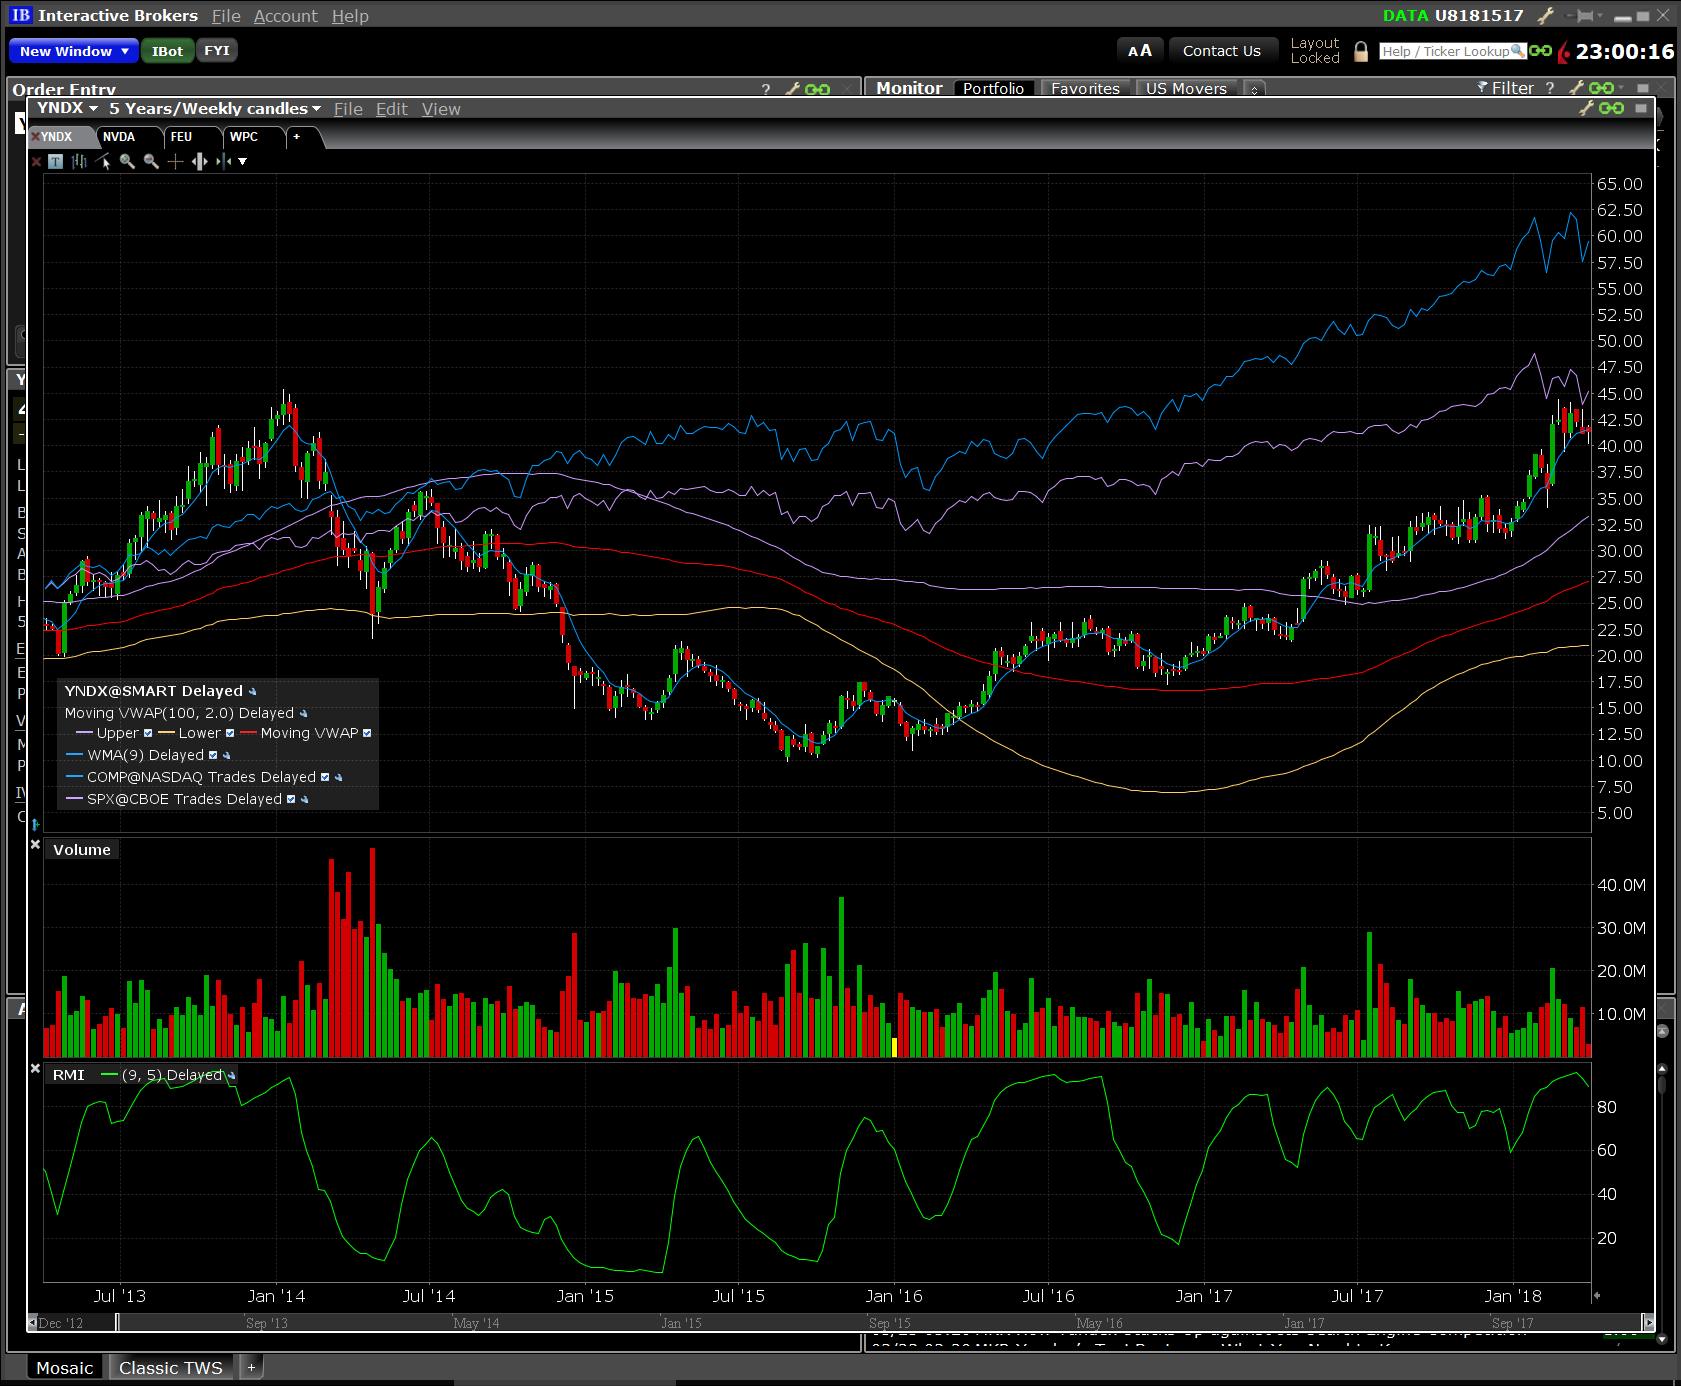 IB Interactive Brokers File Account Help DATA U8181517
New Window IBot FYI AA Contact Us Layout Locked Help / Ticker Lookup 23:00:16
Order Entry ? Monitor Portfolio Favorites US Movers Filter ?
YNDX 5 Years/Weekly candles File Edit View
YNDX NVDA FEU WPC +
65.00
62.50
60.00
57.50
55.00
52.50
50.00
47.50
45.00
42.50
40.00
37.50
35.00
32.50
30.00
27.50
25.00
22.50
20.00
17.50
15.00
12.50
10.00
7.50
5.00
YNDX@SMART Delayed
Moving VWAP(100, 2.0) Delayed
Upper Lower Moving VWAP
WMA(9) Delayed
COMP@NASDAQ Trades Delayed
SPX@CBOE Trades Delayed
Volume
40.0M
30.0M
20.0M
10.0M
RMI (9, 5) Delayed
80
60
40
20
Jul '13 Jan '14 Jul '14 Jan '15 Jul '15 Jan '16 Jul '16 Jan '17 Jul '17 Jan '18
Dec '12 Sep '13 May '14 Jan '15 Sep '15 May '16 Jan '17 Sep '17
Mosaic Classic TWS +